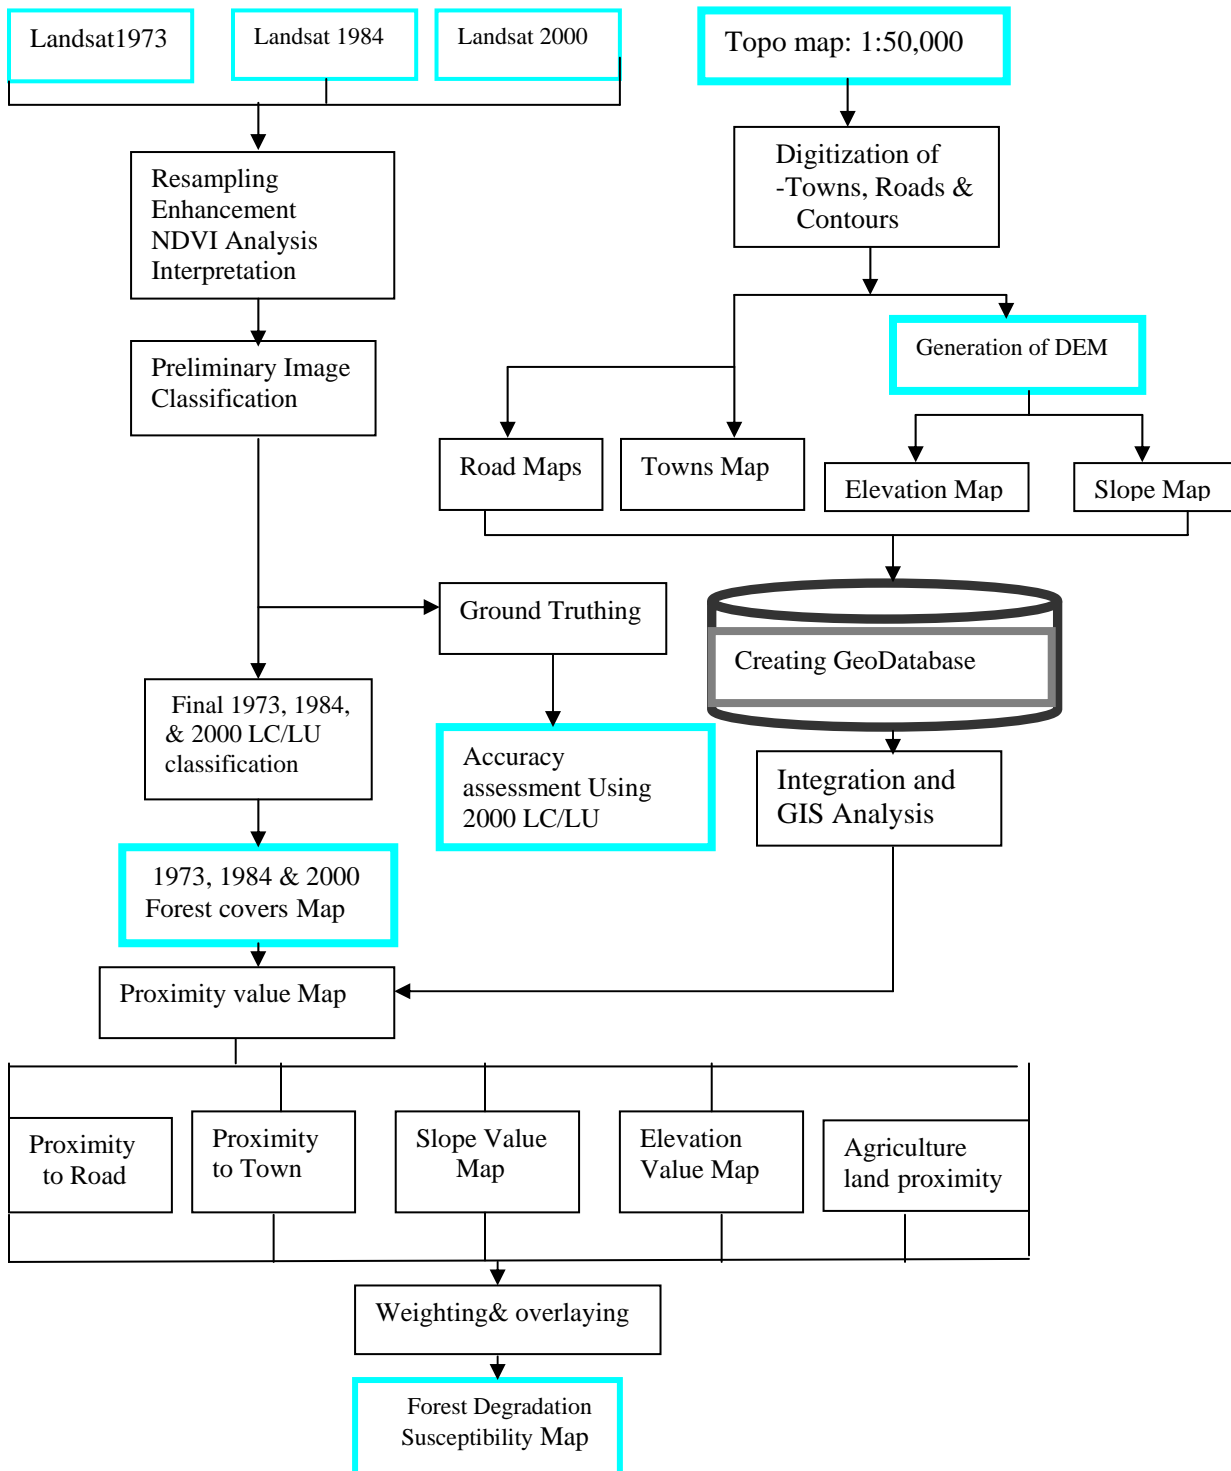 Landsat1973
Landsat 1984
Landsat 2000
Topo map: 1:50,000
Resampling
Enhancement
NDVI Analysis
Interpretation
Digitization of
-Towns, Roads &
Contours
Generation of DEM
Preliminary Image
Classification
Road Maps
Towns Map
Elevation Map
Slope Map
Ground Truthing
Creating GeoDatabase
Final 1973, 1984,
& 2000 LC/LU
classification
Accuracy
assessment Using
2000 LC/LU
Integration and
GIS Analysis
1973, 1984 & 2000
Forest covers Map
Proximity value Map
Proximity
to Road
Proximity
to Town
Slope Value
Map
Elevation
Value Map
Agriculture
land proximity
Weighting& overlaying
Forest Degradation
Susceptibility Map